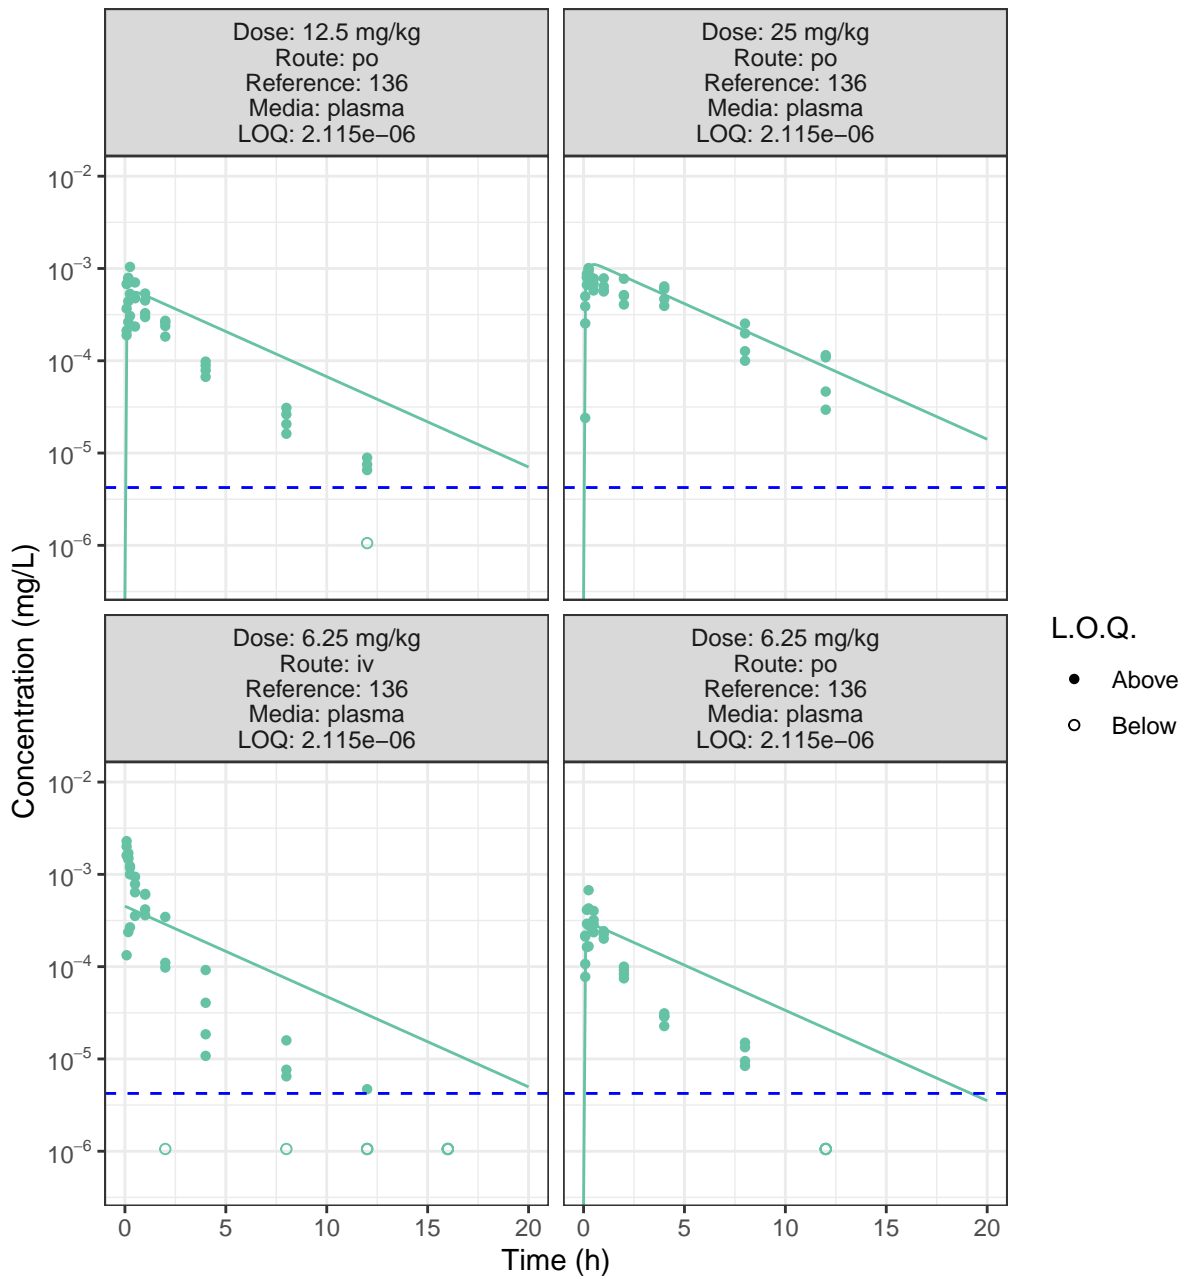 Dose: 12.5 mg/kg
Route: po
Reference: 136
Media: plasma
LOQ: 2.115e−06
Dose: 25 mg/kg
Route: po
Reference: 136
Media: plasma
LOQ: 2.115e−06
10−2
10−3
10−4
10−5
10−6
Dose: 6.25 mg/kg
Route: iv
Reference: 136
Media: plasma
LOQ: 2.115e−06
Dose: 6.25 mg/kg
Route: po
Reference: 136
Media: plasma
LOQ: 2.115e−06
10−2
10−3
10−4
10−5
10−6
0 5 10 15 20
0 5 10 15 20
Time (h)
Concentration (mg/L)
L.O.Q.
Above
Below